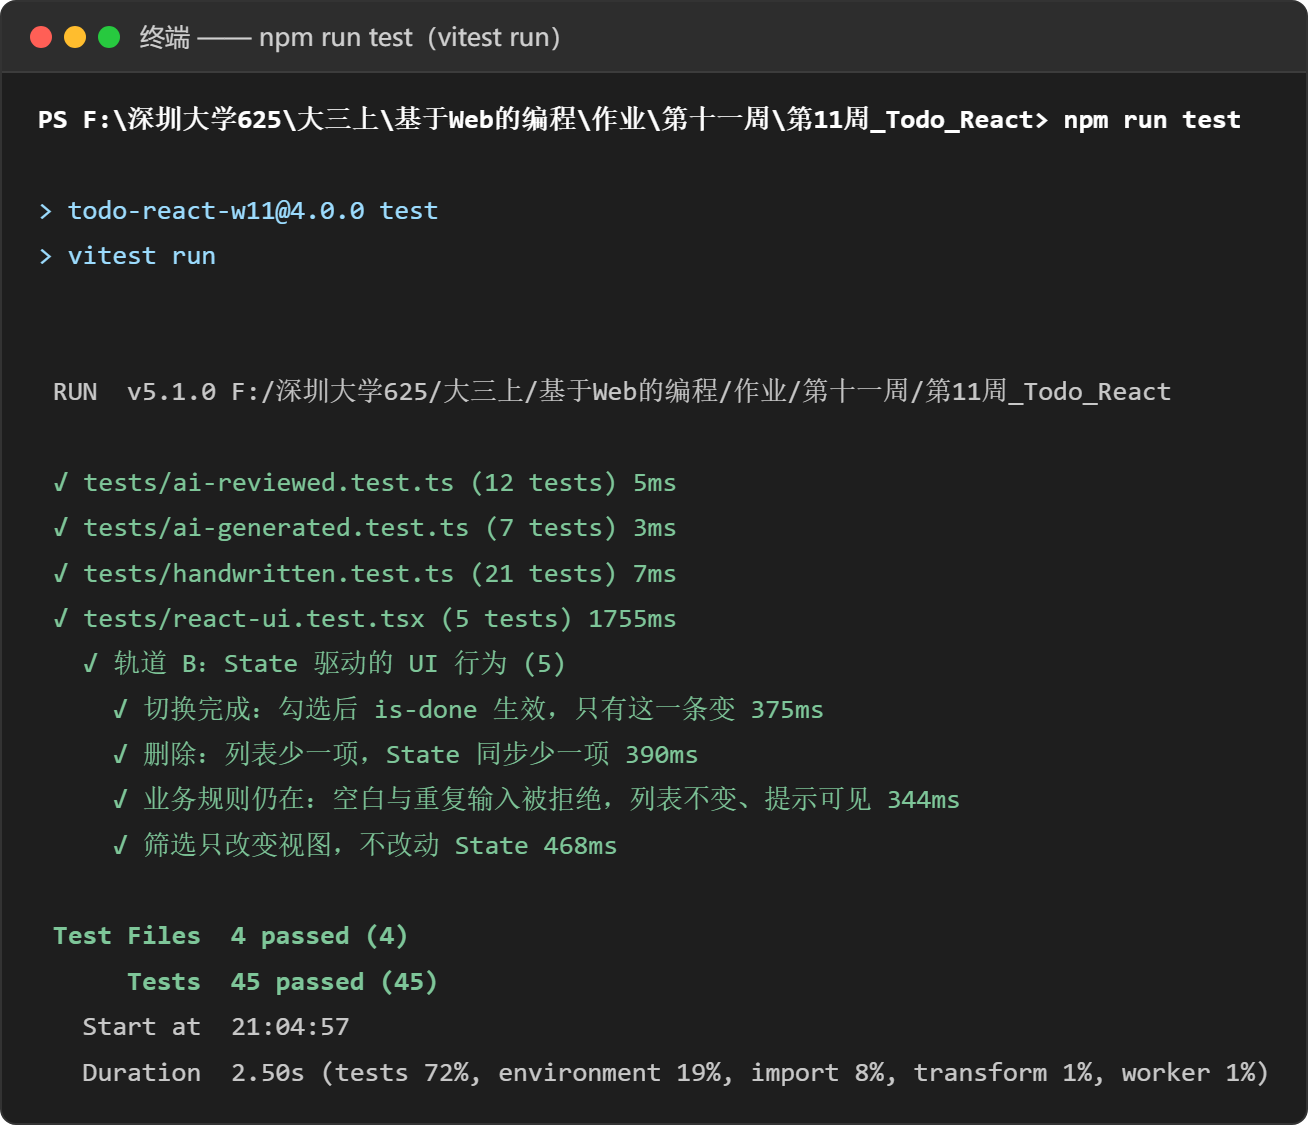 终端 —— npm run test（vitest run）
PS F:\深圳大学625\大三上\基于Web的编程\作业\第十一周\第11周_Todo_React> npm run test
> todo-react-w11@4.0.0 test
> vitest run
RUN  v5.1.0 F:/深圳大学625/大三上/基于Web的编程/作业/第十一周/第11周_Todo_React
✓ tests/ai-reviewed.test.ts (12 tests) 5ms
✓ tests/ai-generated.test.ts (7 tests) 3ms
✓ tests/handwritten.test.ts (21 tests) 7ms
✓ tests/react-ui.test.tsx (5 tests) 1755ms
✓ 轨道 B：State 驱动的 UI 行为 (5)
✓ 切换完成：勾选后 is-done 生效，只有这一条变 375ms
✓ 删除：列表少一项，State 同步少一项 390ms
✓ 业务规则仍在：空白与重复输入被拒绝，列表不变、提示可见 344ms
✓ 筛选只改变视图，不改动 State 468ms
Test Files  4 passed (4)
Tests  45 passed (45)
Start at  21:04:57
Duration  2.50s (tests 72%, environment 19%, import 8%, transform 1%, worker 1%)